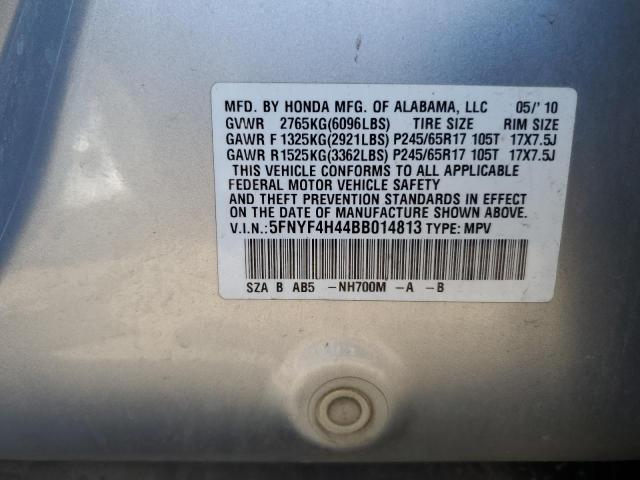 MFD. BY HONDA MFG. OF ALABAMA, LLC 05/'10
GVWR 2765KG(6096LBS) TIRE SIZE RIM SIZE
GAWR F 1325KG(2921LBS) P245/65R17 105T 17X7.5J
GAWR R 1525KG(3362LBS) P245/65R17 105T 17X7.5J
THIS VEHICLE CONFORMS TO ALL APPLICABLE
FEDERAL MOTOR VEHICLE SAFETY
AND THEFT PREVENTION STANDARDS IN EFFECT
ON THE DATE OF MANUFACTURE SHOWN ABOVE.
V.I.N.:5FNYF4H44BB014813 TYPE: MPV
SZA B AB5 -NH700M -A -B